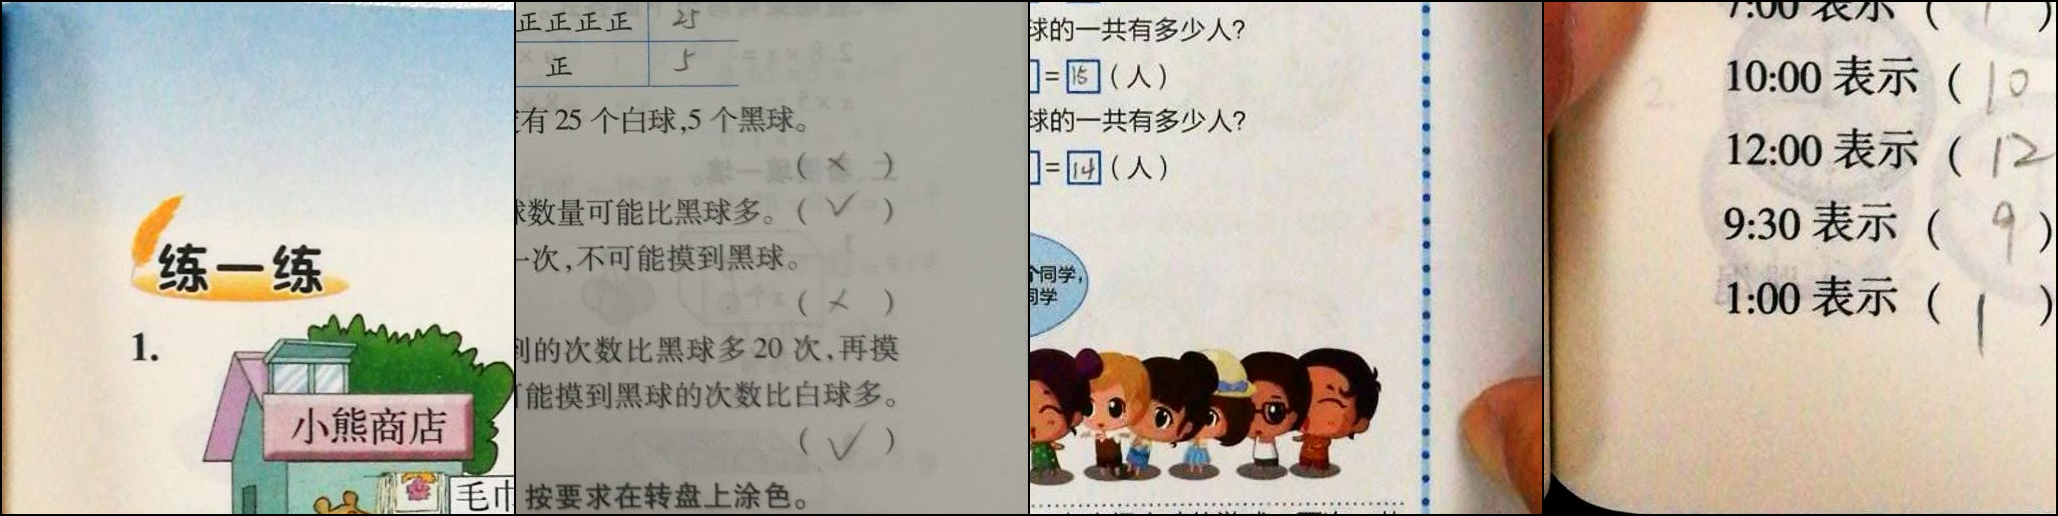 练一练
1.
小熊商店
毛巾
正正正正 25
正 5
有 25 个白球,5 个黑球。
( × )
数量可能比黑球多。( ✓ )
一次,不可能摸到黑球。
( × )
的次数比黑球多 20 次,再摸
能摸到黑球的次数比白球多。
( ✓ )
按要求在转盘上涂色。
球的一共有多少人?
= 15 (人)
球的一共有多少人?
= 14 (人)
个同学,
同学
7:00 表示 (
10:00 表示 ( 10
12:00 表示 ( 12
9:30 表示 ( 9 )
1:00 表示 ( 1 )